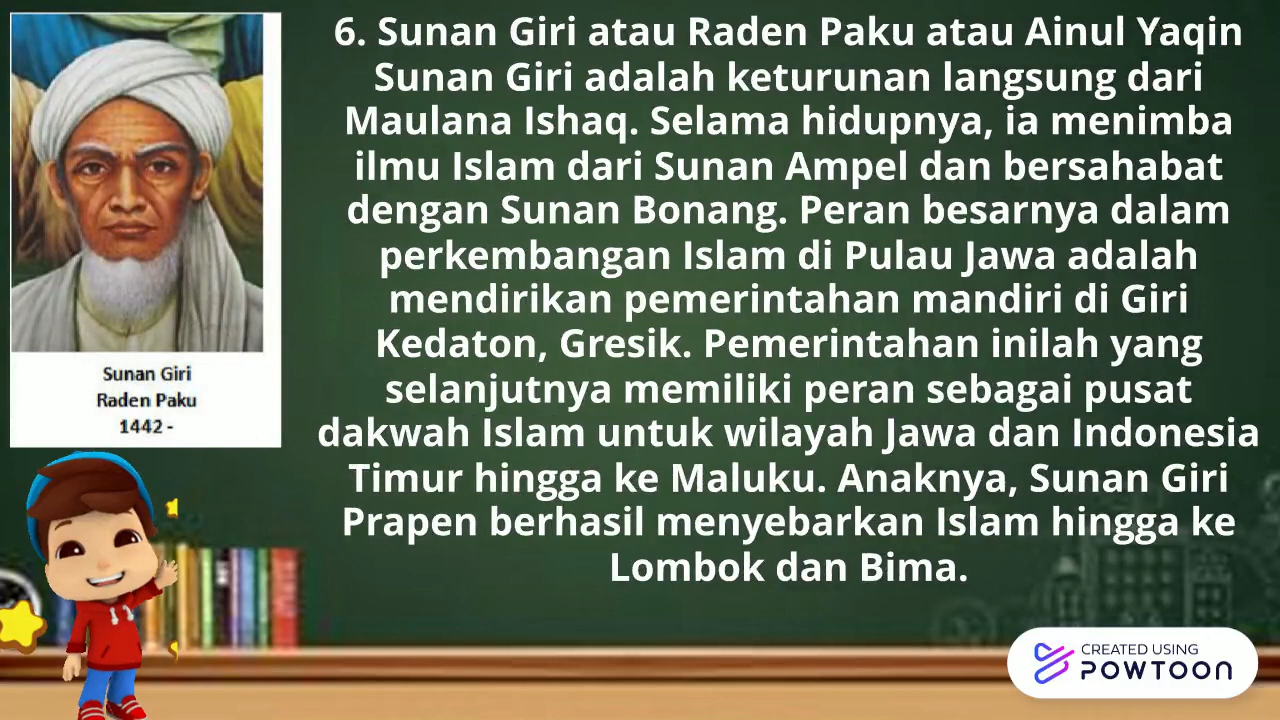 6. Sunan Giri atau Raden Paku atau Ainul Yaqin
Sunan Giri adalah keturunan langsung dari
Maulana Ishaq. Selama hidupnya, ia menimba
ilmu Islam dari Sunan Ampel dan bersahabat
dengan Sunan Bonang. Peran besarnya dalam
perkembangan Islam di Pulau Jawa adalah
mendirikan pemerintahan mandiri di Giri
Kedaton, Gresik. Pemerintahan inilah yang
selanjutnya memiliki peran sebagai pusat
dakwah Islam untuk wilayah Jawa dan Indonesia
Timur hingga ke Maluku. Anaknya, Sunan Giri
Prapen berhasil menyebarkan Islam hingga ke
Lombok dan Bima.
Sunan Giri
Raden Paku
1442 -
CREATED USING
POWTOON